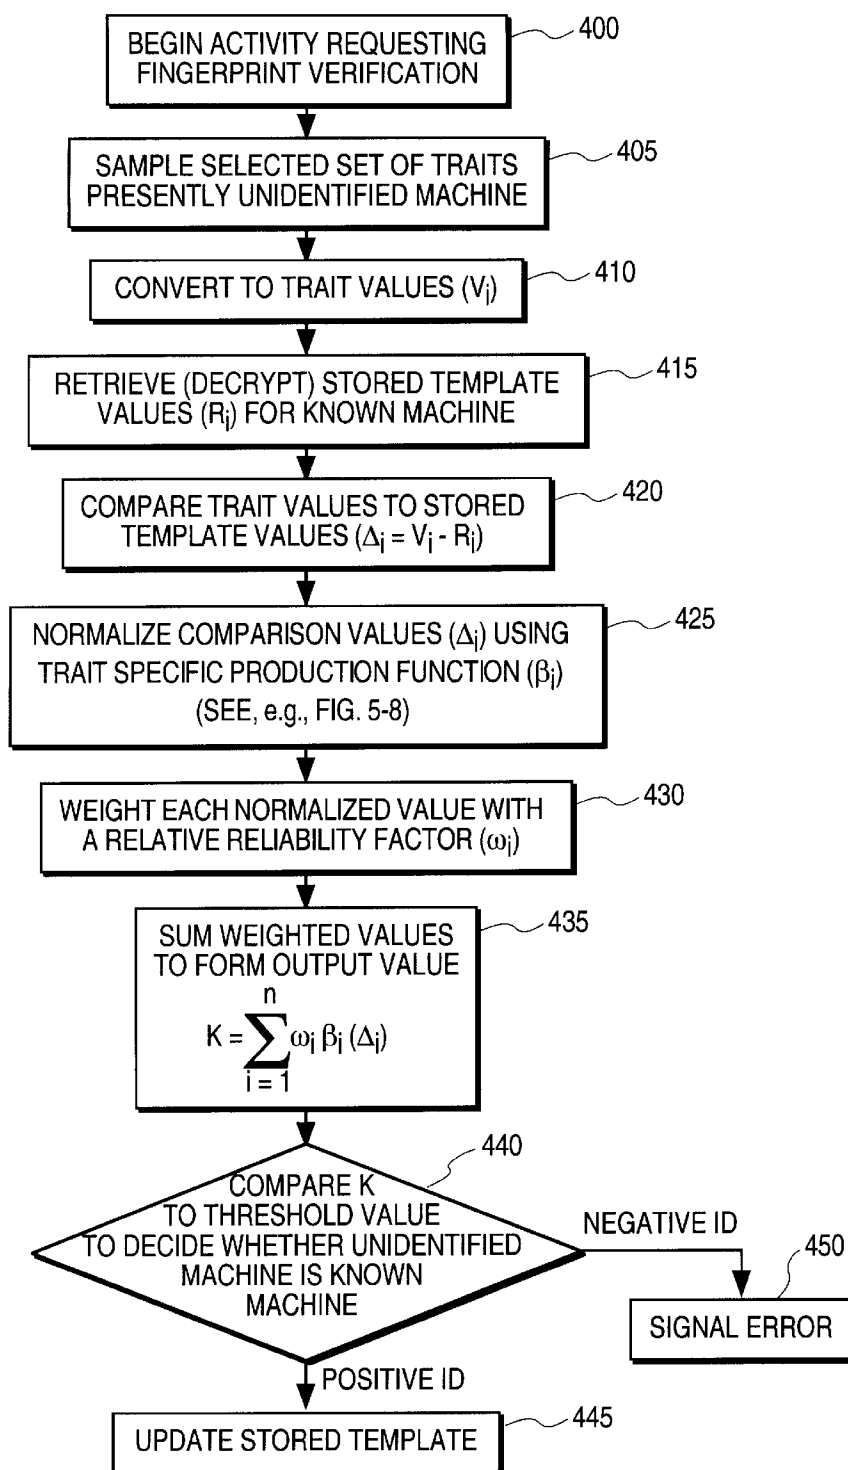 BEGIN ACTIVITY REQUESTING
FINGERPRINT VERIFICATION
400
SAMPLE SELECTED SET OF TRAITS
PRESENTLY UNIDENTIFIED MACHINE
405
CONVERT TO TRAIT VALUES (Vi)
410
RETRIEVE (DECRYPT) STORED TEMPLATE
VALUES (Ri) FOR KNOWN MACHINE
415
COMPARE TRAIT VALUES TO STORED
TEMPLATE VALUES (Δi = Vi - Ri)
420
NORMALIZE COMPARISON VALUES (Δi) USING
TRAIT SPECIFIC PRODUCTION FUNCTION (βi)
(SEE, e.g., FIG. 5-8)
425
WEIGHT EACH NORMALIZED VALUE WITH
A RELATIVE RELIABILITY FACTOR (ωi)
430
SUM WEIGHTED VALUES
TO FORM OUTPUT VALUE
n
K = ∑ ωi βi (Δi)
i = 1
435
COMPARE K
TO THRESHOLD VALUE
TO DECIDE WHETHER UNIDENTIFIED
MACHINE IS KNOWN
MACHINE
440
NEGATIVE ID
SIGNAL ERROR
450
POSITIVE ID
UPDATE STORED TEMPLATE
445